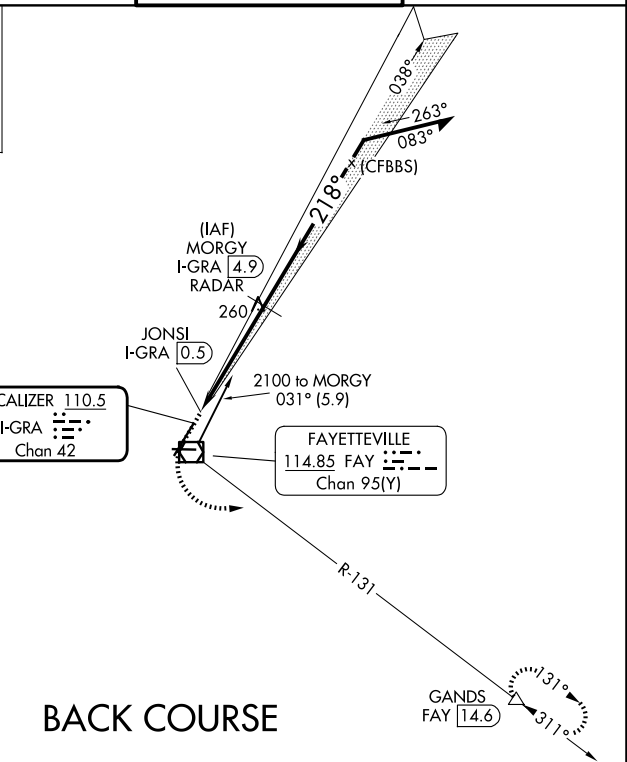 038°
263°
083°
(CFBBS)
218°
(IAF)
MORGY
I-GRA 4.9
RADAR
260
JONSI
I-GRA 0.5
2100 to MORGY
031° (5.9)
CALIZER 110.5
I-GRA
Chan 42
FAYETTEVILLE
114.85 FAY
Chan 95(Y)
R-131
131°
GANDS
FAY 14.6
311°
BACK COURSE